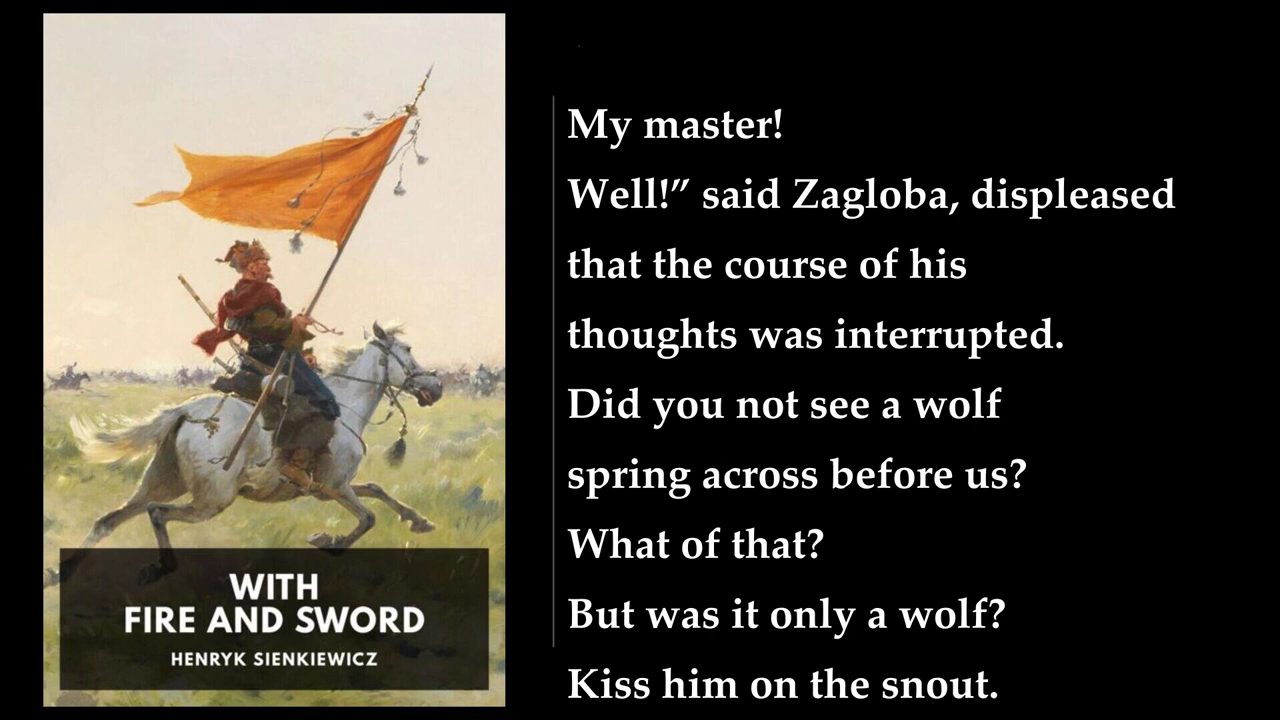 WITH
FIRE AND SWORD
HENRYK SIENKIEWICZ
My master!
Well!” said Zagloba, displeased
that the course of his
thoughts was interrupted.
Did you not see a wolf
spring across before us?
What of that?
But was it only a wolf?
Kiss him on the snout.